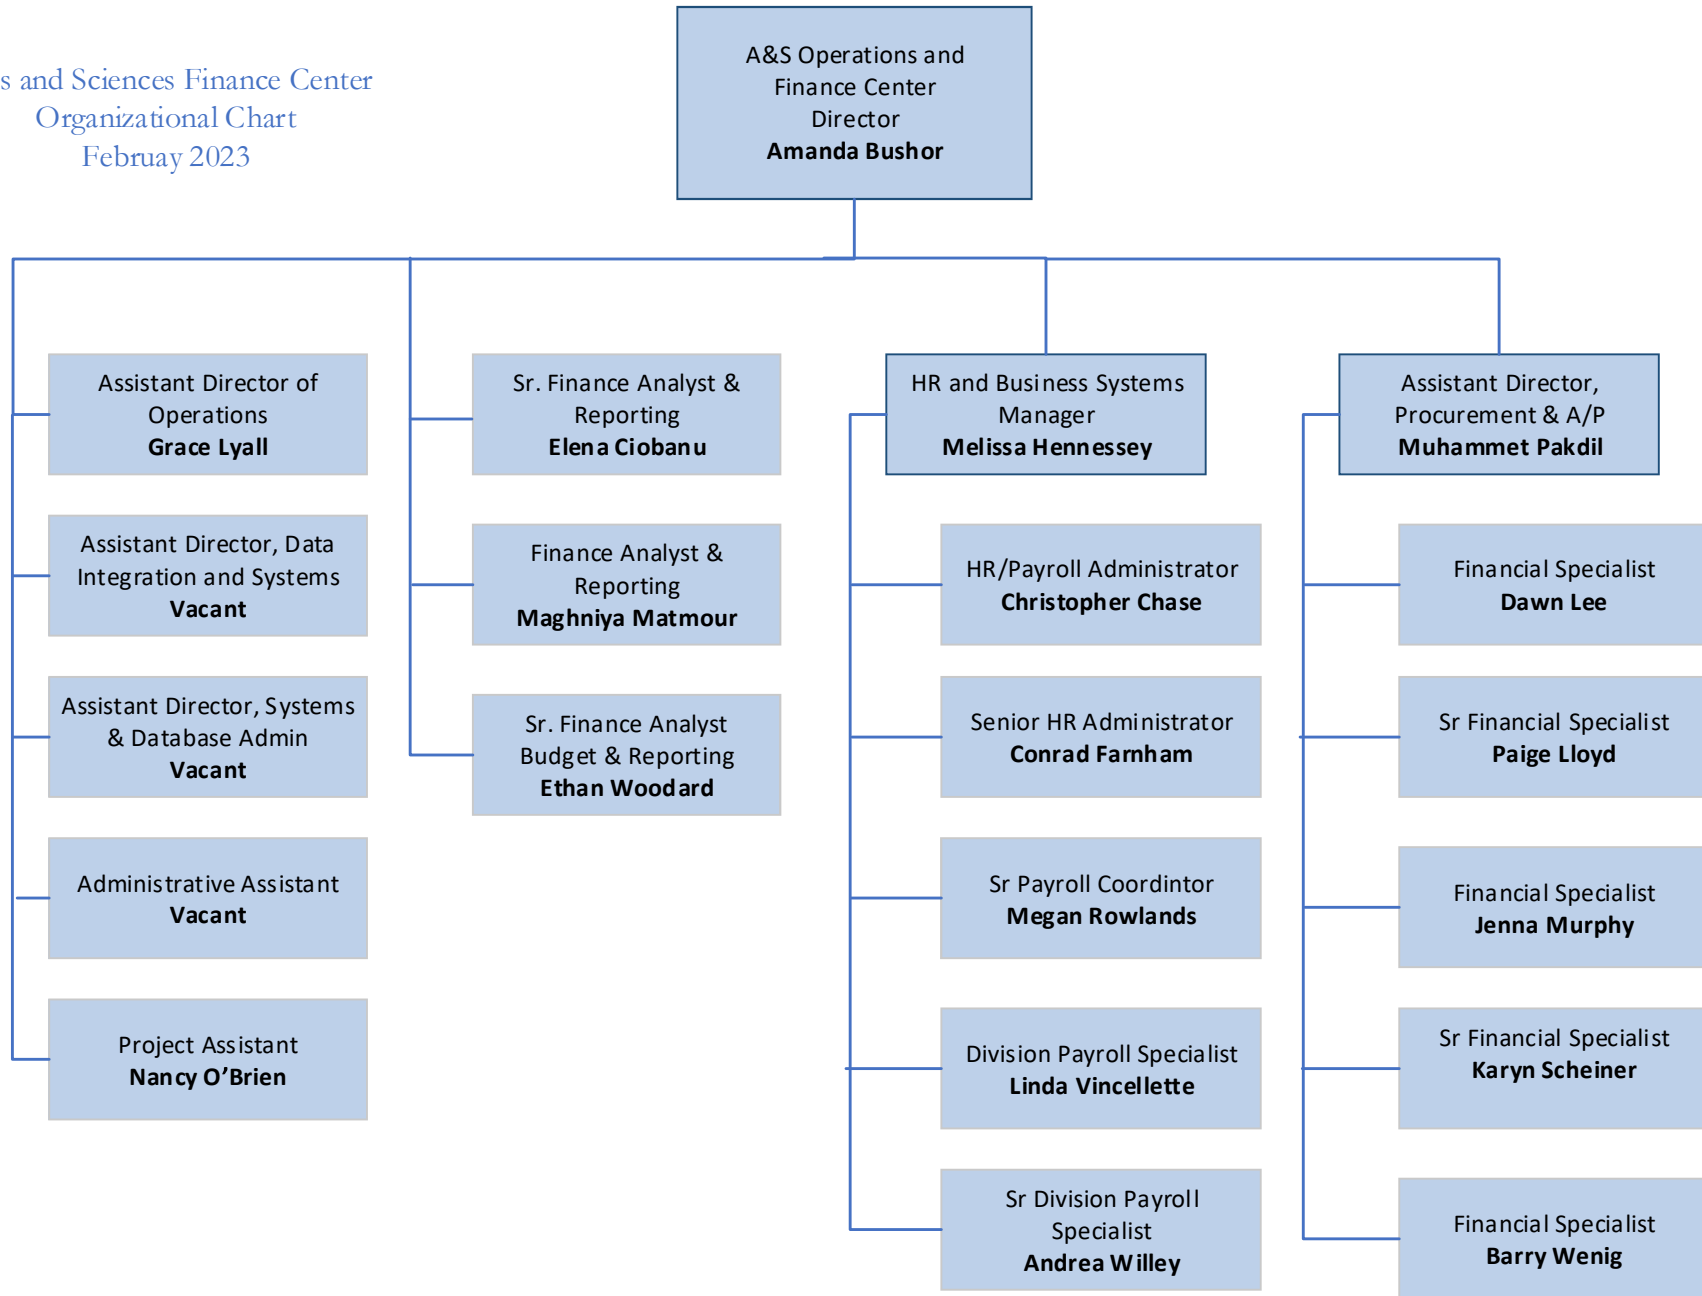 s and Sciences Finance Center
Organizational Chart
Februay 2023
A&S Operations and
Finance Center
Director
Amanda Bushor
Assistant Director of
Operations
Grace Lyall
Assistant Director, Data
Integration and Systems
Vacant
Assistant Director, Systems
& Database Admin
Vacant
Administrative Assistant
Vacant
Project Assistant
Nancy O’Brien
Sr. Finance Analyst &
Reporting
Elena Ciobanu
Finance Analyst &
Reporting
Maghniya Matmour
Sr. Finance Analyst
Budget & Reporting
Ethan Woodard
HR and Business Systems
Manager
Melissa Hennessey
HR/Payroll Administrator
Christopher Chase
Senior HR Administrator
Conrad Farnham
Sr Payroll Coordintor
Megan Rowlands
Division Payroll Specialist
Linda Vincellette
Sr Division Payroll
Specialist
Andrea Willey
Assistant Director,
Procurement & A/P
Muhammet Pakdil
Financial Specialist
Dawn Lee
Sr Financial Specialist
Paige Lloyd
Financial Specialist
Jenna Murphy
Sr Financial Specialist
Karyn Scheiner
Financial Specialist
Barry Wenig